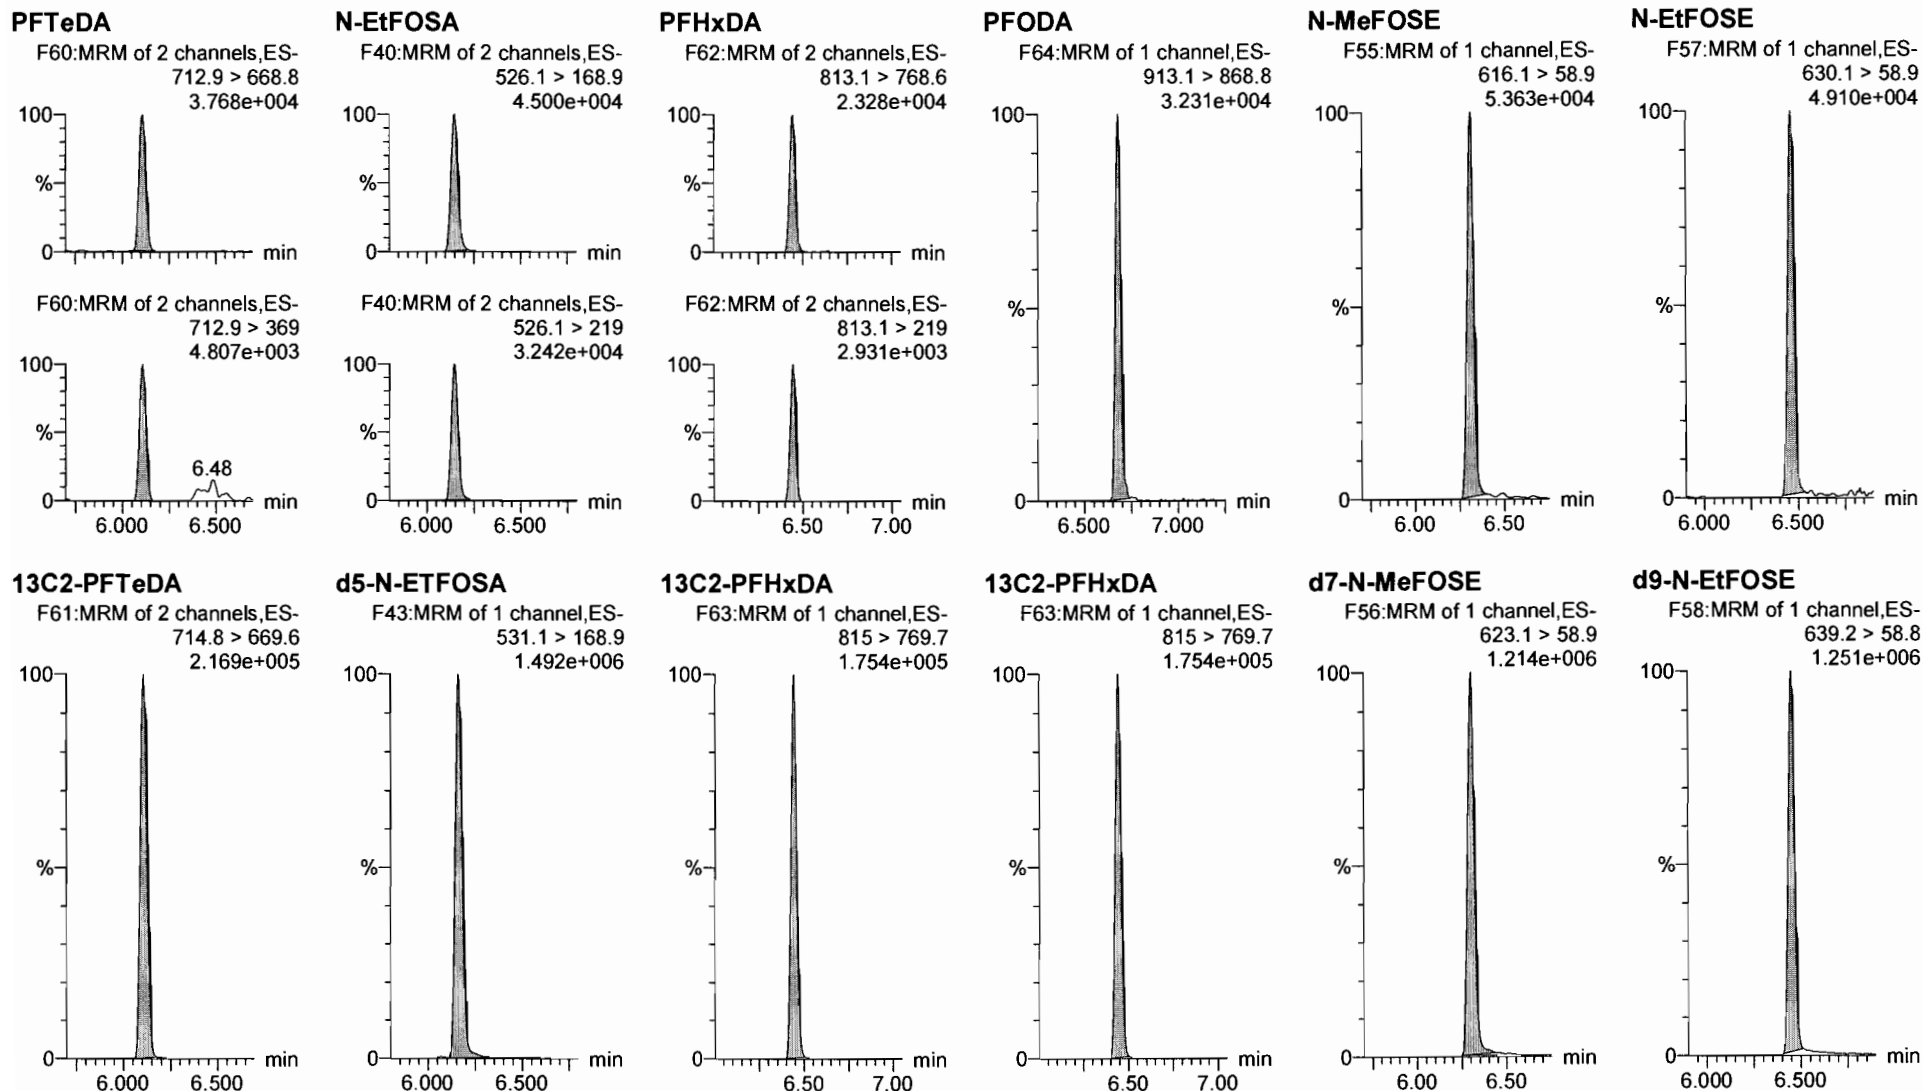 PFTeDA
F60:MRM of 2 channels,ES-
712.9 > 668.8
3.768e+004
100
%
0
min
F60:MRM of 2 channels,ES-
712.9 > 369
4.807e+003
100
%
6.48
0
min
6.000 6.500
N-EtFOSA
F40:MRM of 2 channels,ES-
526.1 > 168.9
4.500e+004
100
%
0
min
F40:MRM of 2 channels,ES-
526.1 > 219
3.242e+004
100
%
0
min
6.000 6.500
PFHxDA
F62:MRM of 2 channels,ES-
813.1 > 768.6
2.328e+004
100
%
0
min
F62:MRM of 2 channels,ES-
813.1 > 219
2.931e+003
100
%
0
min
6.50 7.00
PFODA
F64:MRM of 1 channel,ES-
913.1 > 868.8
3.231e+004
100
%
0
min
6.500 7.000
N-MeFOSE
F55:MRM of 1 channel,ES-
616.1 > 58.9
5.363e+004
100
%
0
min
6.00 6.50
N-EtFOSE
F57:MRM of 1 channel,ES-
630.1 > 58.9
4.910e+004
100
%
0
min
6.000 6.500
13C2-PFTeDA
F61:MRM of 2 channels,ES-
714.8 > 669.6
2.169e+005
100
%
0
min
6.000 6.500
d5-N-ETFOSA
F43:MRM of 1 channel,ES-
531.1 > 168.9
1.492e+006
100
%
0
min
6.000 6.500
13C2-PFHxDA
F63:MRM of 1 channel,ES-
815 > 769.7
1.754e+005
100
%
0
min
6.50 7.00
13C2-PFHxDA
F63:MRM of 1 channel,ES-
815 > 769.7
1.754e+005
100
%
0
min
6.50 7.00
d7-N-MeFOSE
F56:MRM of 1 channel,ES-
623.1 > 58.9
1.214e+006
100
%
0
min
6.00 6.50
d9-N-EtFOSE
F58:MRM of 1 channel,ES-
639.2 > 58.8
1.251e+006
100
%
0
min
6.000 6.500